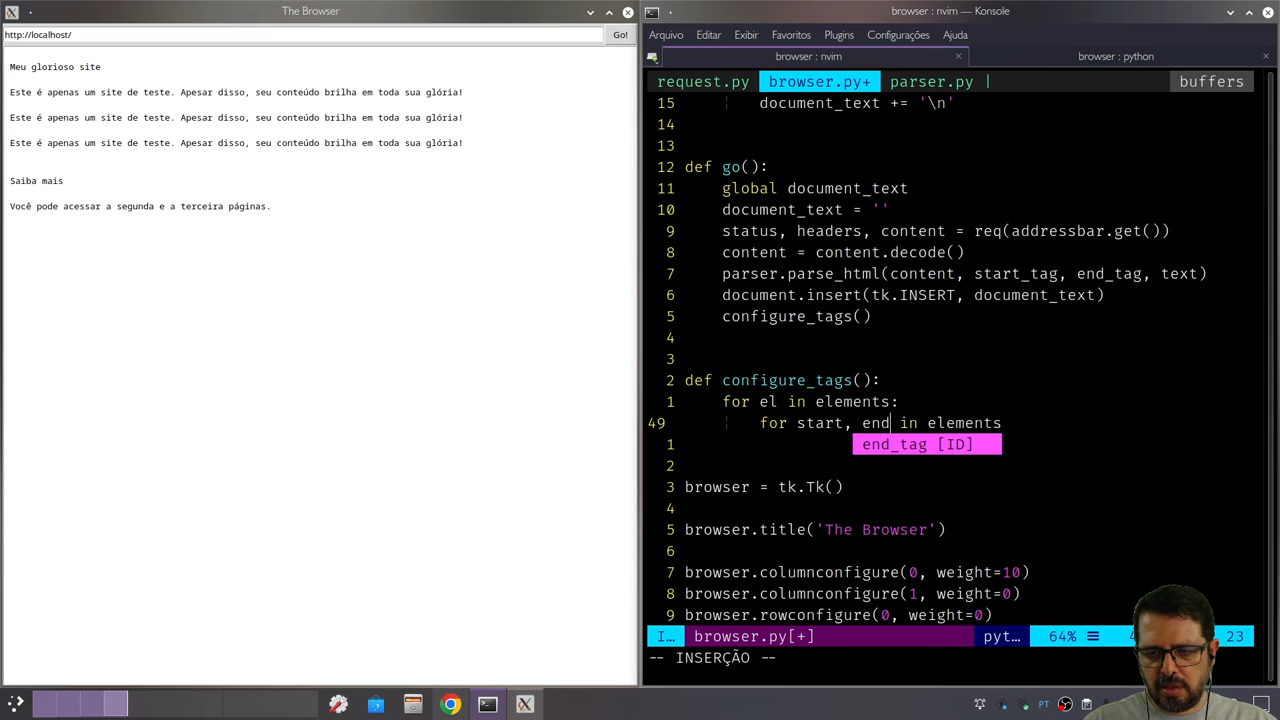 The Browser
http://localhost/
Go!
Meu glorioso site
Este é apenas um site de teste. Apesar disso, seu conteúdo brilha em toda sua glória!
Este é apenas um site de teste. Apesar disso, seu conteúdo brilha em toda sua glória!
Este é apenas um site de teste. Apesar disso, seu conteúdo brilha em toda sua glória!
Saiba mais
Você pode acessar a segunda e a terceira páginas.
browser : nvim — Konsole
Arquivo Editar Exibir Favoritos Plugins Configurações Ajuda
browser : nvim
browser : python
request.py browser.py+ parser.py | buffers
15 document_text += '\n'
14
13
12 def go():
11 global document_text
10 document_text = ''
9 status, headers, content = req(addressbar.get())
8 content = content.decode()
7 parser.parse_html(content, start_tag, end_tag, text)
6 document.insert(tk.INSERT, document_text)
5 configure_tags()
4
3
2 def configure_tags():
1 for el in elements:
49 for start, end in elements
1 end_tag [ID]
2
3 browser = tk.Tk()
4
5 browser.title('The Browser')
6
7 browser.columnconfigure(0, weight=10)
8 browser.columnconfigure(1, weight=0)
9 browser.rowconfigure(0, weight=0)
I… browser.py[+] pyt… 64% 23
-- INSERÇÃO --
PT